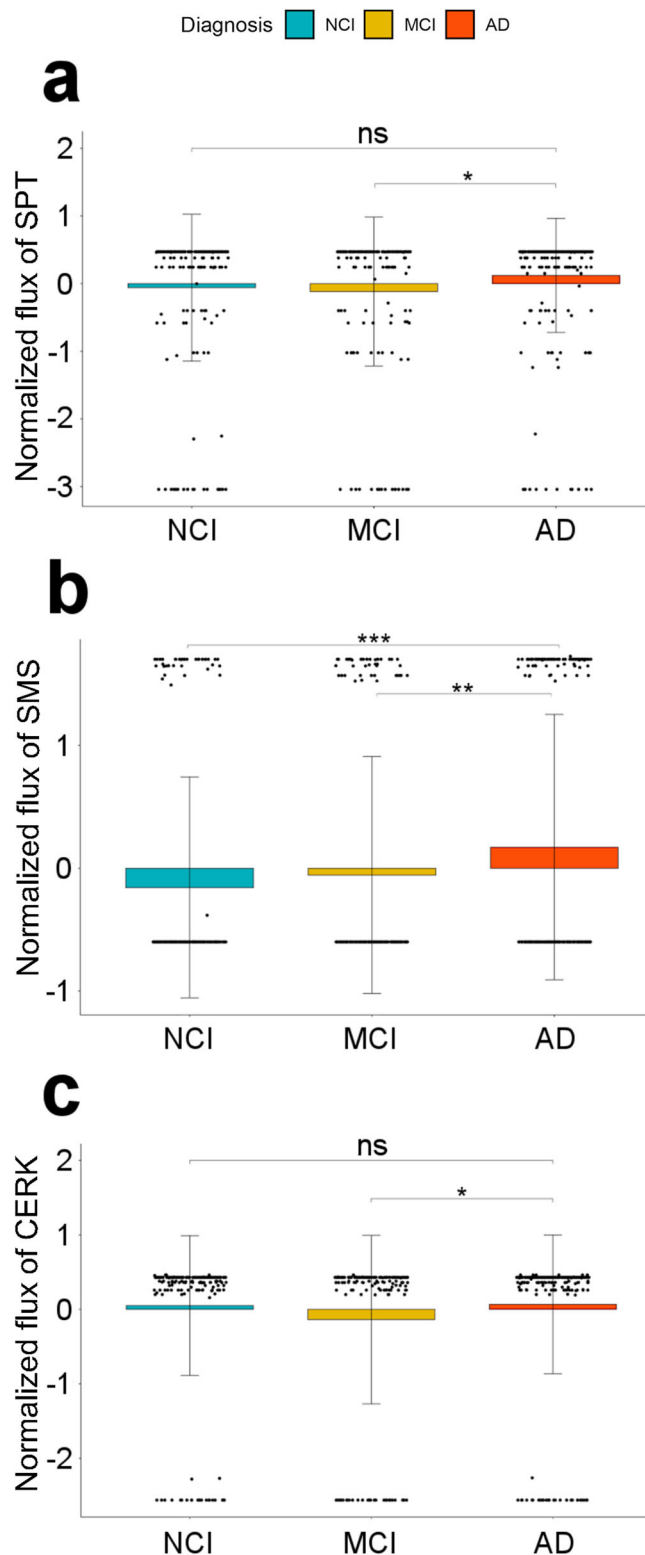 Diagnosis NCI MCI AD
a
Normalized flux of SPT
ns
*
2
1
0
-1
-2
-3
NCI MCI AD
b
Normalized flux of SMS
***
**
1
0
-1
NCI MCI AD
c
Normalized flux of CERK
ns
*
2
1
0
-1
-2
NCI MCI AD